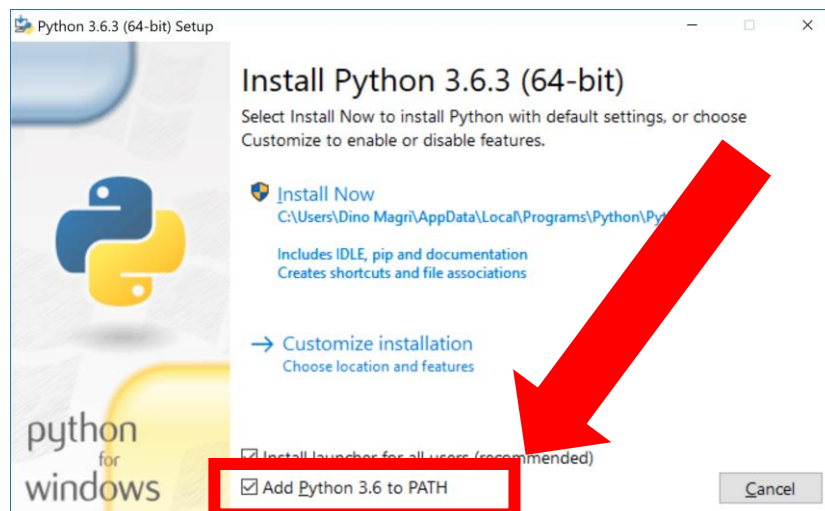 Python 3.6.3 (64-bit) Setup
Install Python 3.6.3 (64-bit)
Select Install Now to install Python with default settings, or choose
Customize to enable or disable features.
Install Now
C:\Users\Dino Magri\AppData\Local\Programs\Python\Pyt
Includes IDLE, pip and documentation
Creates shortcuts and file associations
→ Customize installation
Choose location and features
python
for
windows
Install launcher for all users (recommended)
Add Python 3.6 to PATH
Cancel